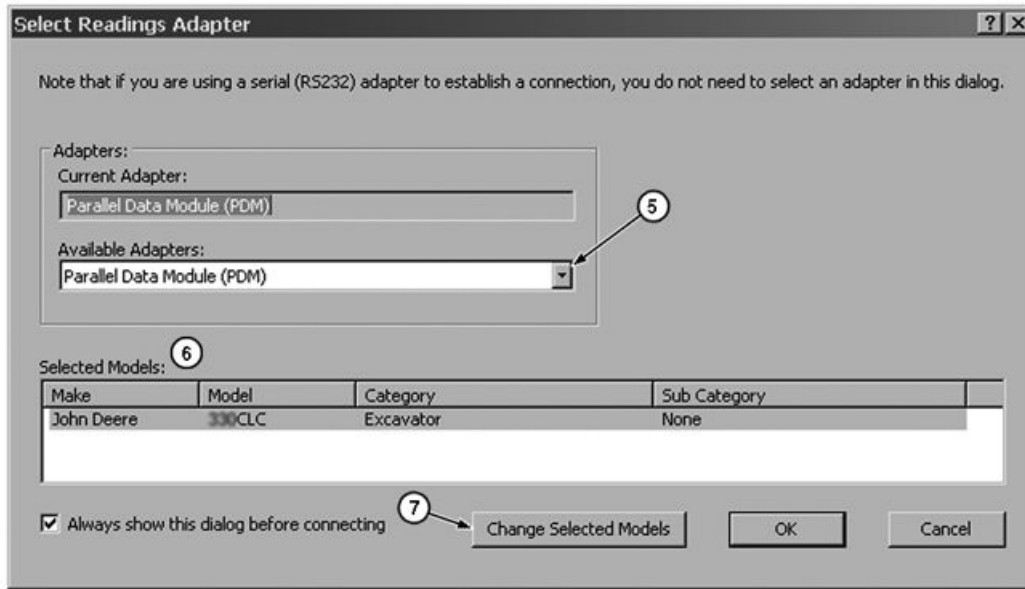 Select Readings Adapter
? X
Note that if you are using a serial (RS232) adapter to establish a connection, you do not need to select an adapter in this dialog.
Adapters:
Current Adapter:
Parallel Data Module (PDM)
5
Available Adapters:
Parallel Data Module (PDM)
6
Selected Models:
Make Model Category Sub Category
John Deere CLC Excavator None
Always show this dialog before connecting
7
Change Selected Models OK Cancel